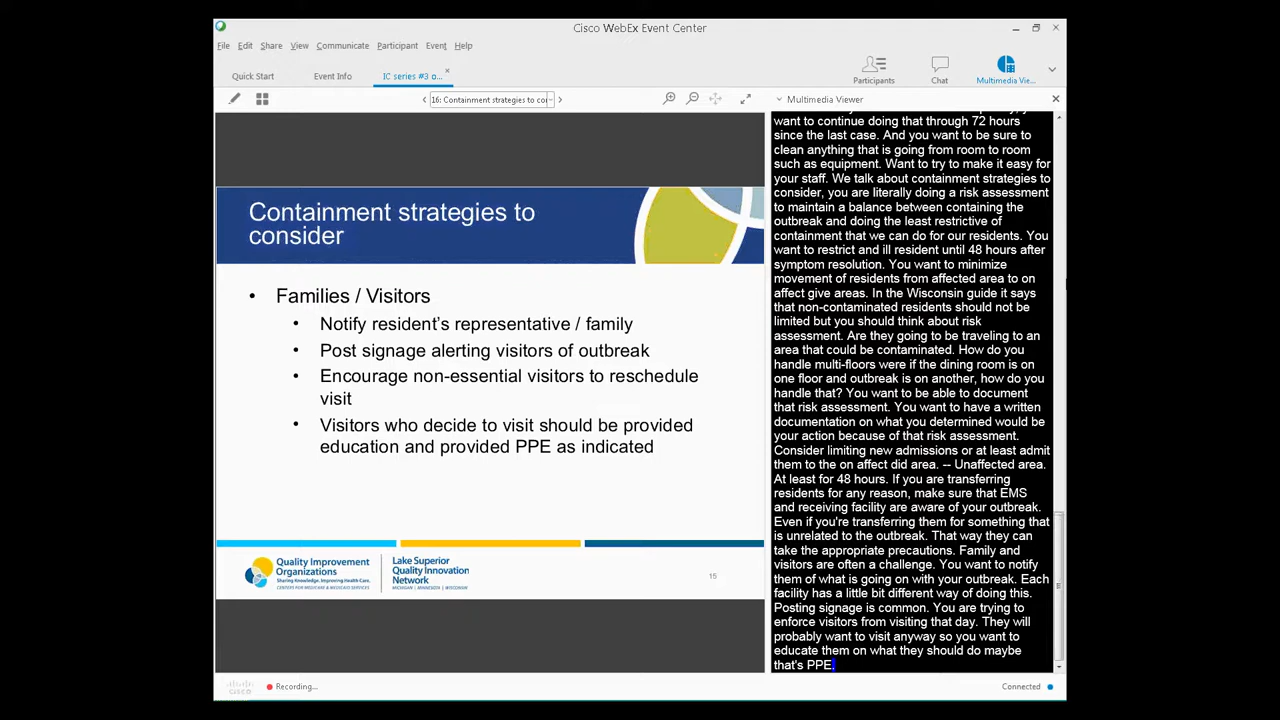 Cisco WebEx Event Center
File Edit Share View Communicate Participant Event Help
Quick Start Event Info IC series #3 o... Participants Chat Multimedia Vie...
16: Containment strategies to co Multimedia Viewer
Containment strategies to
consider
• Families / Visitors
• Notify resident's representative / family
• Post signage alerting visitors of outbreak
• Encourage non-essential visitors to reschedule
visit
• Visitors who decide to visit should be provided
education and provided PPE as indicated
Quality Improvement
Organizations
Sharing Knowledge. Improving Health Care.
CENTERS FOR MEDICARE & MEDICAID SERVICES
Lake Superior
Quality Innovation
Network
MICHIGAN | MINNESOTA | WISCONSIN
15
want to continue doing that through 72 hours
since the last case. And you want to be sure to
clean anything that is going from room to room
such as equipment. Want to try to make it easy for
your staff. We talk about containment strategies to
consider, you are literally doing a risk assessment
to maintain a balance between containing the
outbreak and doing the least restrictive of
containment that we can do for our residents. You
want to restrict and ill resident until 48 hours after
symptom resolution. You want to minimize
movement of residents from affected area to on
affect give areas. In the Wisconsin guide it says
that non-contaminated residents should not be
limited but you should think about risk
assessment. Are they going to be traveling to an
area that could be contaminated. How do you
handle multi-floors were if the dining room is on
one floor and outbreak is on another, how do you
handle that? You want to be able to document
that risk assessment. You want to have a written
documentation on what you determined would be
your action because of that risk assessment.
Consider limiting new admissions or at least admit
them to the on affect did area. -- Unaffected area.
At least for 48 hours. If you are transferring
residents for any reason, make sure that EMS
and receiving facility are aware of your outbreak.
Even if you're transferring them for something that
is unrelated to the outbreak. That way they can
take the appropriate precautions. Family and
visitors are often a challenge. You want to notify
them of what is going on with your outbreak. Each
facility has a little bit different way of doing this.
Posting signage is common. You are trying to
enforce visitors from visiting that day. They will
probably want to visit anyway so you want to
educate them on what they should do maybe
that's PPE.
cisco Recording... Connected